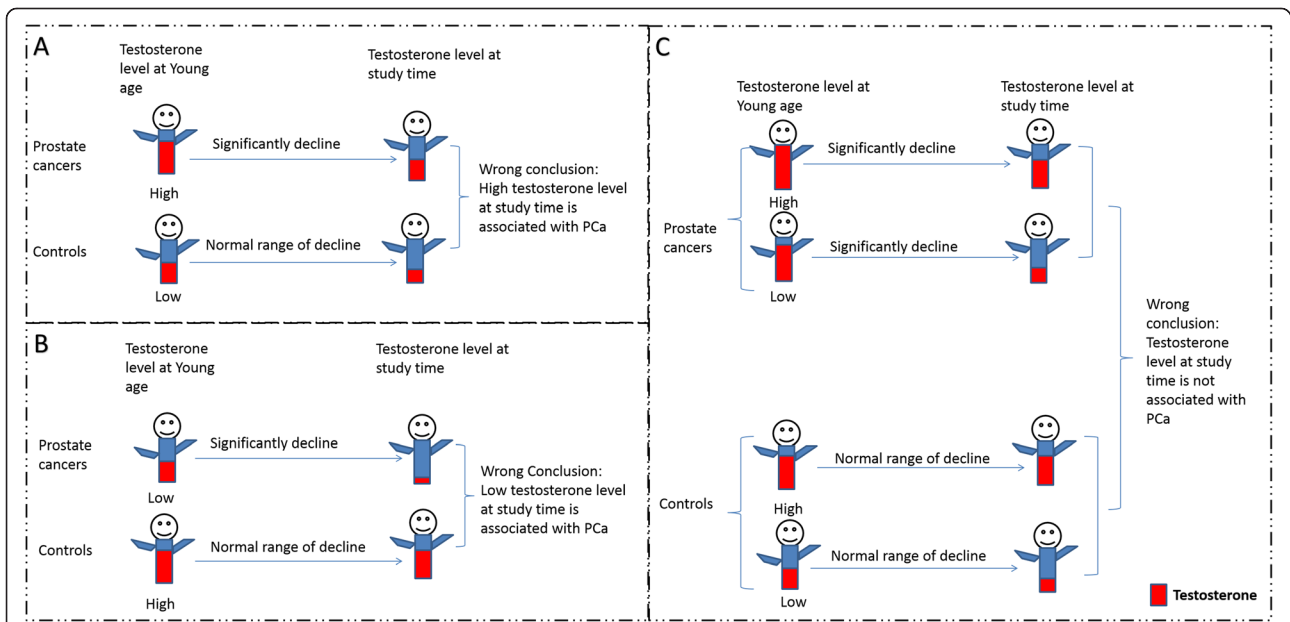 A
Testosterone
level at Young
age
Testosterone level at
study time
Prostate
cancers
Significantly decline
High
Controls
Normal range of decline
Low
Wrong conclusion:
High testosterone level
at study time is
associated with PCa
B
Testosterone
level at Young
age
Testosterone level at
study time
Prostate
cancers
Significantly decline
Low
Controls
Normal range of decline
High
Wrong Conclusion:
Low testosterone level
at study time is
associated with PCa
C
Testosterone level at
Young age
Testosterone level at
study time
Significantly decline
High
Prostate
cancers
Significantly decline
Low
Wrong
conclusion:
Testosterone
level at study
time is not
associated with
PCa
Normal range of decline
High
Controls
Normal range of decline
Low
Testosterone